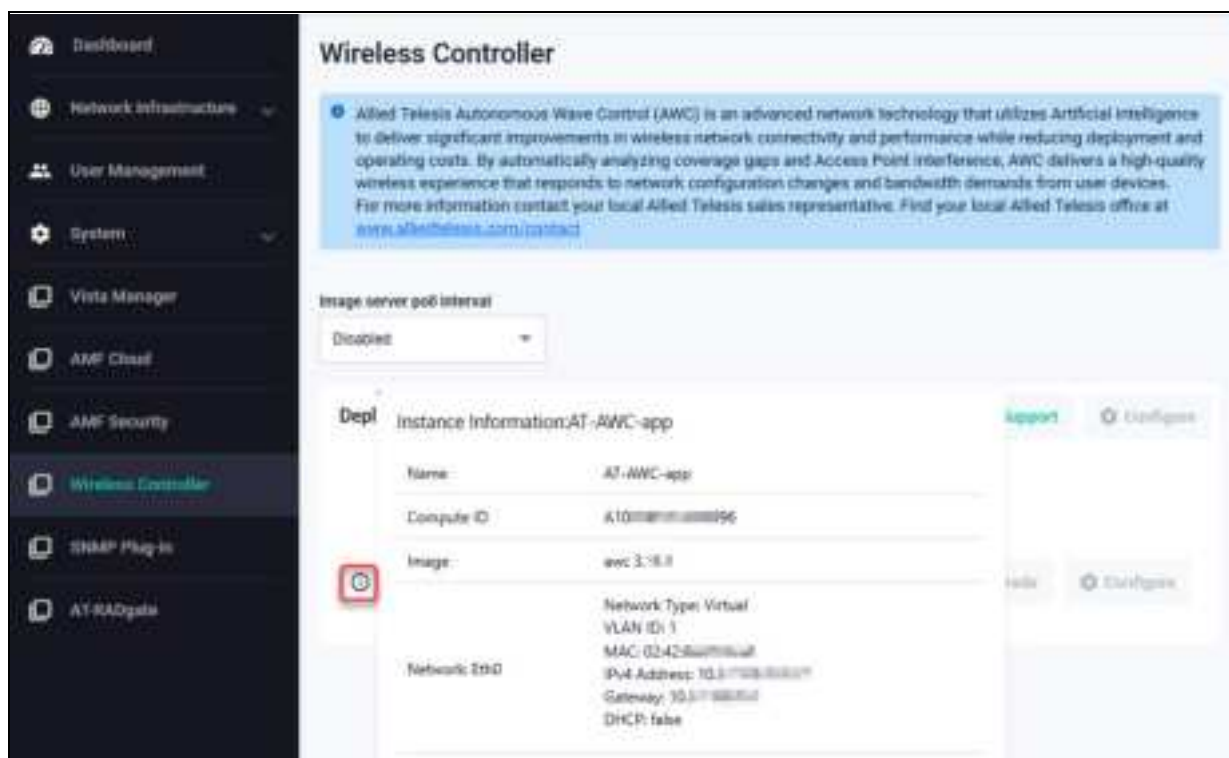 Dashboard
Network Infrastructure
User Management
System
Vista Manager
AMF Cloud
AMF Security
Wireless Controller
SNMP Plug-in
AT-RADgate
Wireless Controller
Allied Telesis Autonomous Wave Control (AWC) is an advanced network technology that utilizes Artificial Intelligence
to deliver significant improvements in wireless network connectivity and performance while reducing deployment and
operating costs. By automatically analyzing coverage gaps and Access Point interference, AWC delivers a high-quality
wireless experience that responds to network configuration changes and bandwidth demands from user devices.
For more information contact your local Allied Telesis sales representative. Find your local Allied Telesis office at
www.alliedtelesis.com/contact
Image server poll interval
Disabled
Depl
Instance Information:AT-AWC-app
support
Configure
Name AT-AWC-app
Compute ID A10 96
Image awc 3.
Configure
Network Eth0
Network Type: Virtual
VLAN ID: 1
MAC: 02:42:
IPv4 Address: 10.
Gateway: 10.
DHCP: false